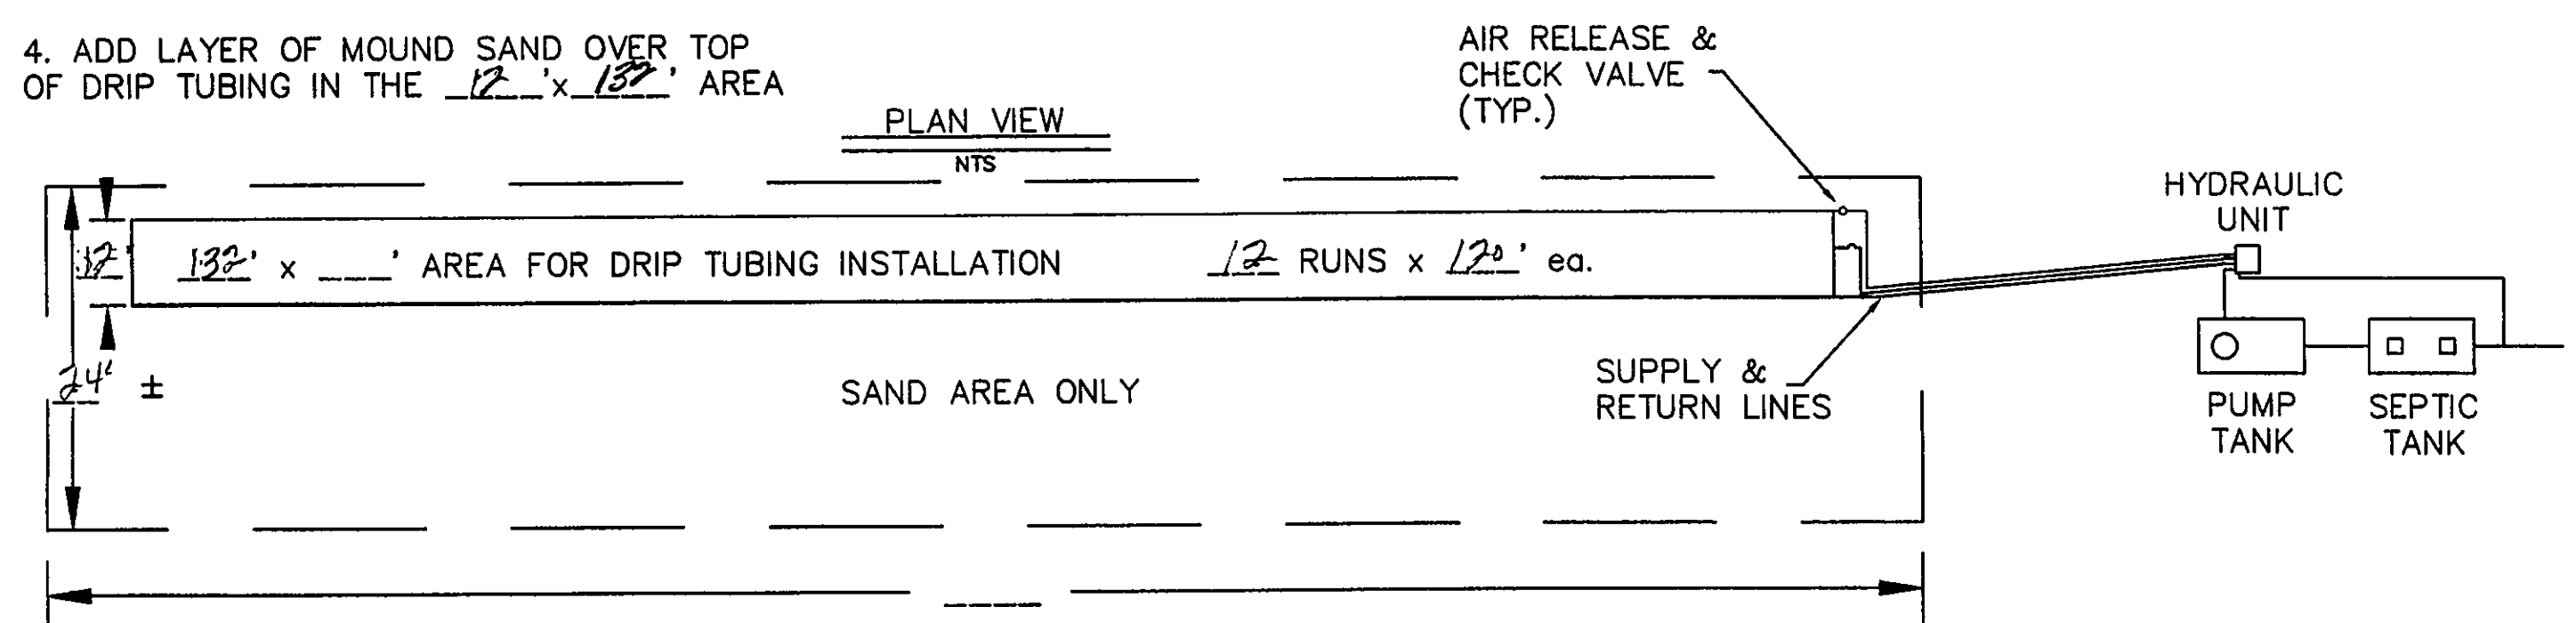 4. ADD LAYER OF MOUND SAND OVER TOP
OF DRIP TUBING IN THE 12'x 132' AREA
PLAN VIEW
NTS
AIR RELEASE &
CHECK VALVE
(TYP.)
HYDRAULIC
UNIT
12'
132' x ___' AREA FOR DRIP TUBING INSTALLATION 12 RUNS x 120' ea.
24' ±
SAND AREA ONLY
SUPPLY &
RETURN LINES
PUMP
TANK
SEPTIC
TANK